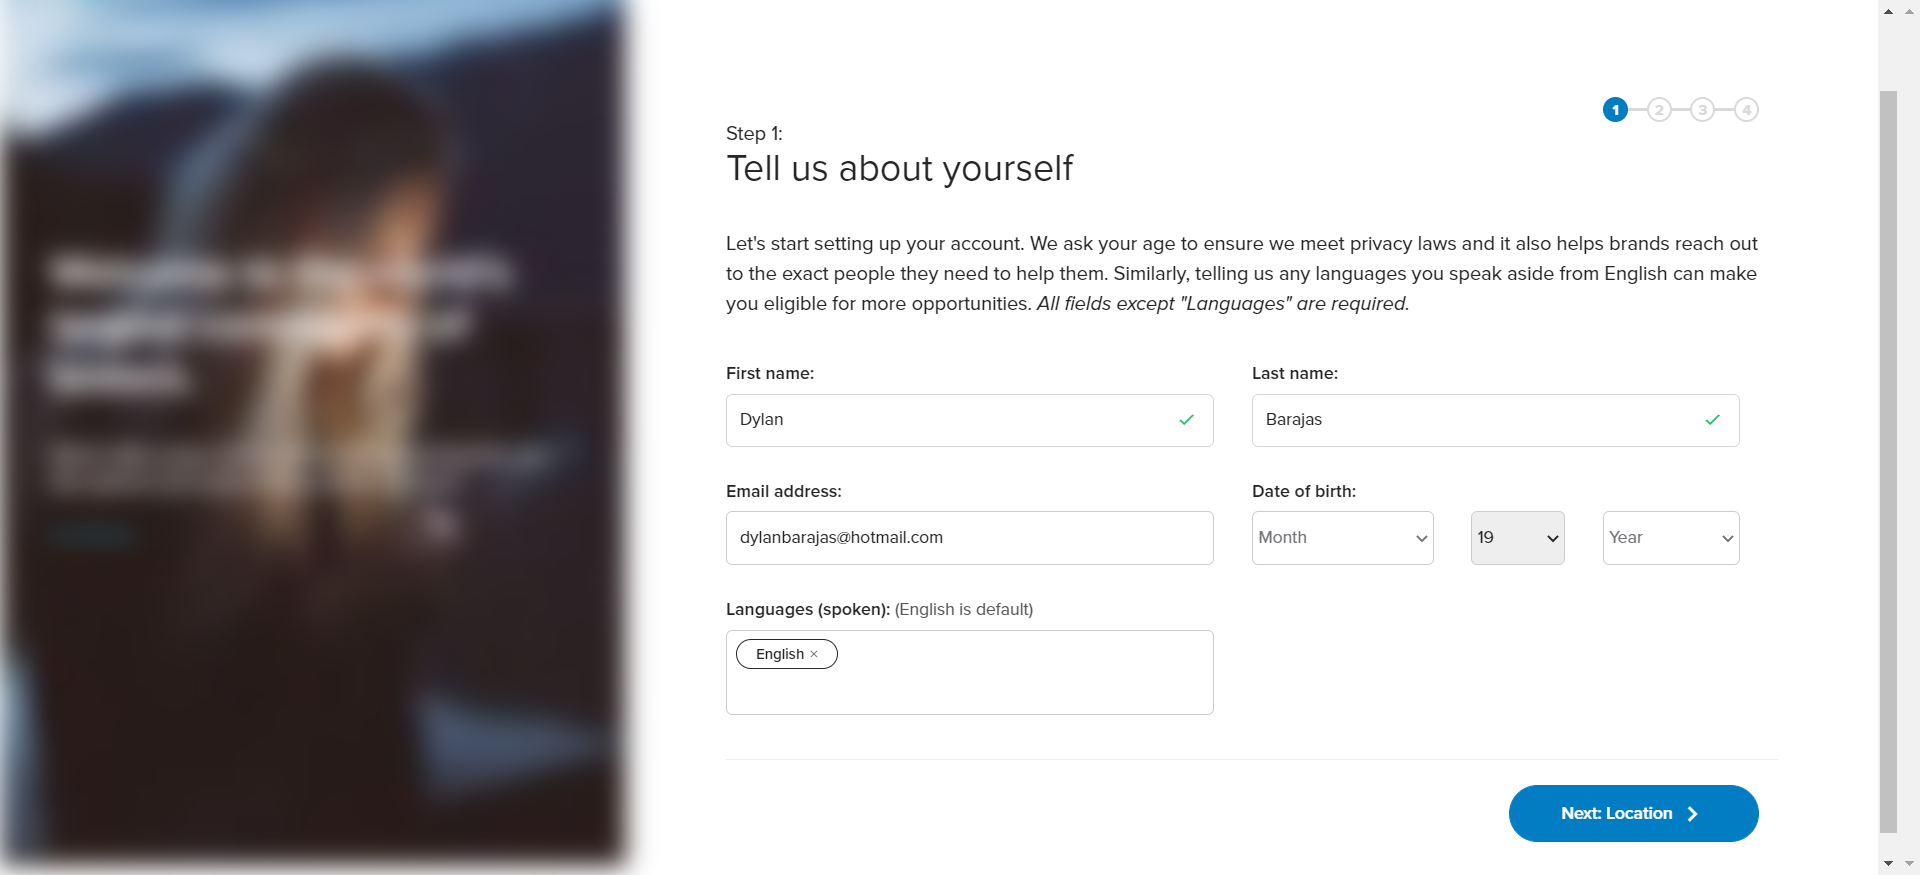 1 2 3 4
Step 1:
Tell us about yourself
Let's start setting up your account. We ask your age to ensure we meet privacy laws and it also helps brands reach out
to the exact people they need to help them. Similarly, telling us any languages you speak aside from English can make
you eligible for more opportunities. All fields except "Languages" are required.
First name:
Last name:
Dylan
Barajas
Email address:
Date of birth:
dylanbarajas@hotmail.com
Month
19
Year
Languages (spoken): (English is default)
English ×
Next: Location